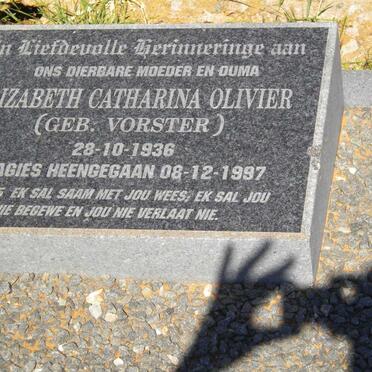 n Liefdevolle Herinneringe aan
ONS DIERBARE MOEDER EN OUMA
IZABETH CATHARINA OLIVIER
(GEB. VORSTER)
28-10-1936
AGIES HEENGEGAAN 08-12-1997
EK SAL SAAM MET JOU WEES, EK SAL JOU
NIE BEGEWE EN JOU NIE VERLAAT NIE.